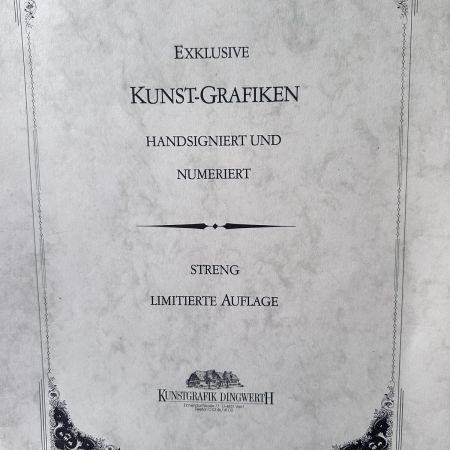 EXKLUSIVE
KUNST-GRAFIKEN
HANDSIGNIERT UND
NUMERIERT
STRENG
LIMITIERTE AUFLAGE
KUNSTGRAFIK DINGWERTH